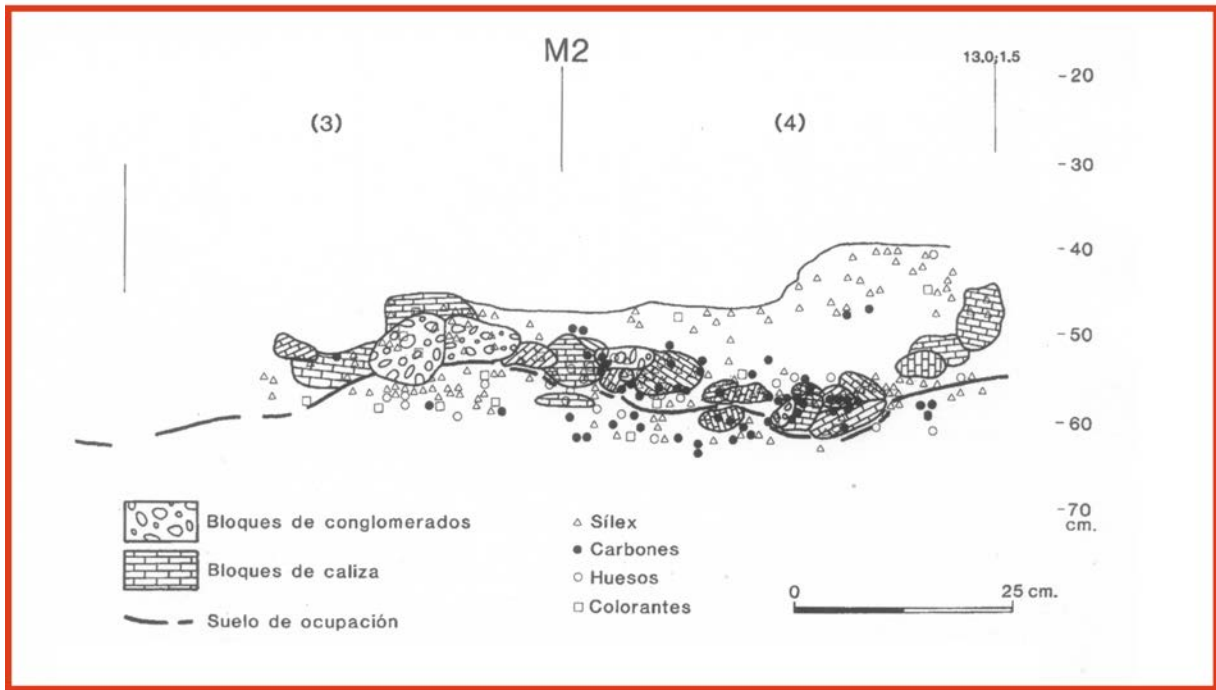 M2
13.0;1.5
(3)
(4)
-20
-30
-40
-50
-60
-70
cm.
Bloques de conglomerados
Bloques de caliza
Suelo de ocupación
Sílex
Carbones
Huesos
Colorantes
0 25 cm.